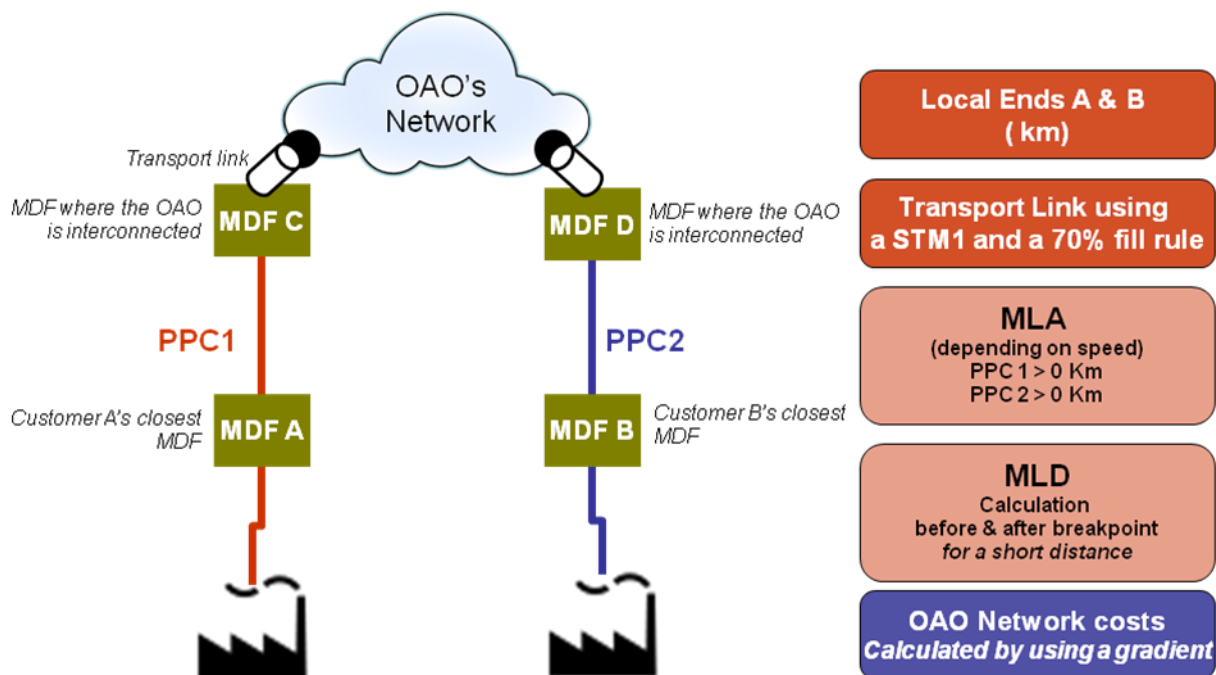 OAO's
Network
Transport link
MDF where the OAO
is interconnected
MDF C
MDF D
MDF where the OAO
is interconnected
PPC1
PPC2
Customer A's closest
MDF
MDF A
MDF B
Customer B's closest
MDF
Local Ends A & B
( km)
Transport Link using
a STM1 and a 70% fill rule
MLA
(depending on speed)
PPC 1 > 0 Km
PPC 2 > 0 Km
MLD
Calculation
before & after breakpoint
for a short distance
OAO Network costs
Calculated by using a gradient